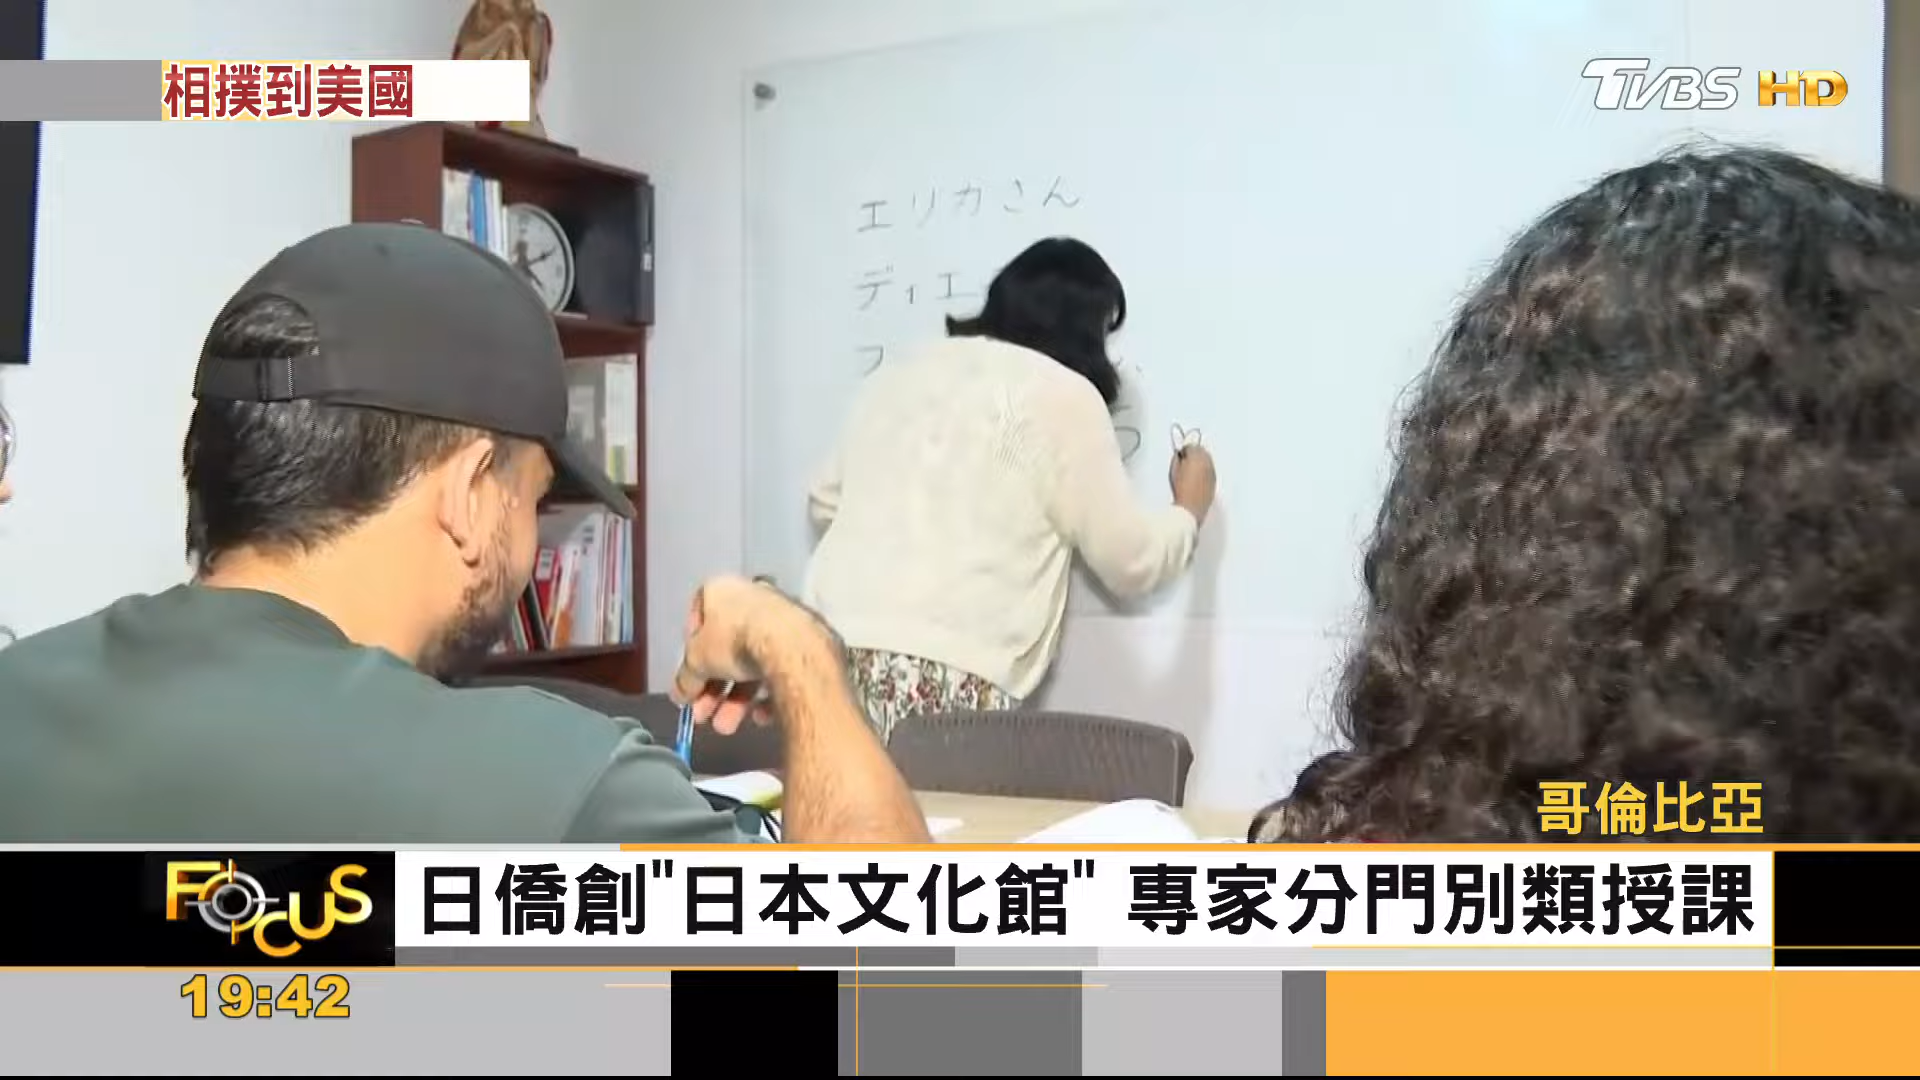 相撲到美國
TVBS HD
エリカさん
ディエ
哥倫比亞
FOCUS
日僑創"日本文化館" 專家分門別類授課
19:42